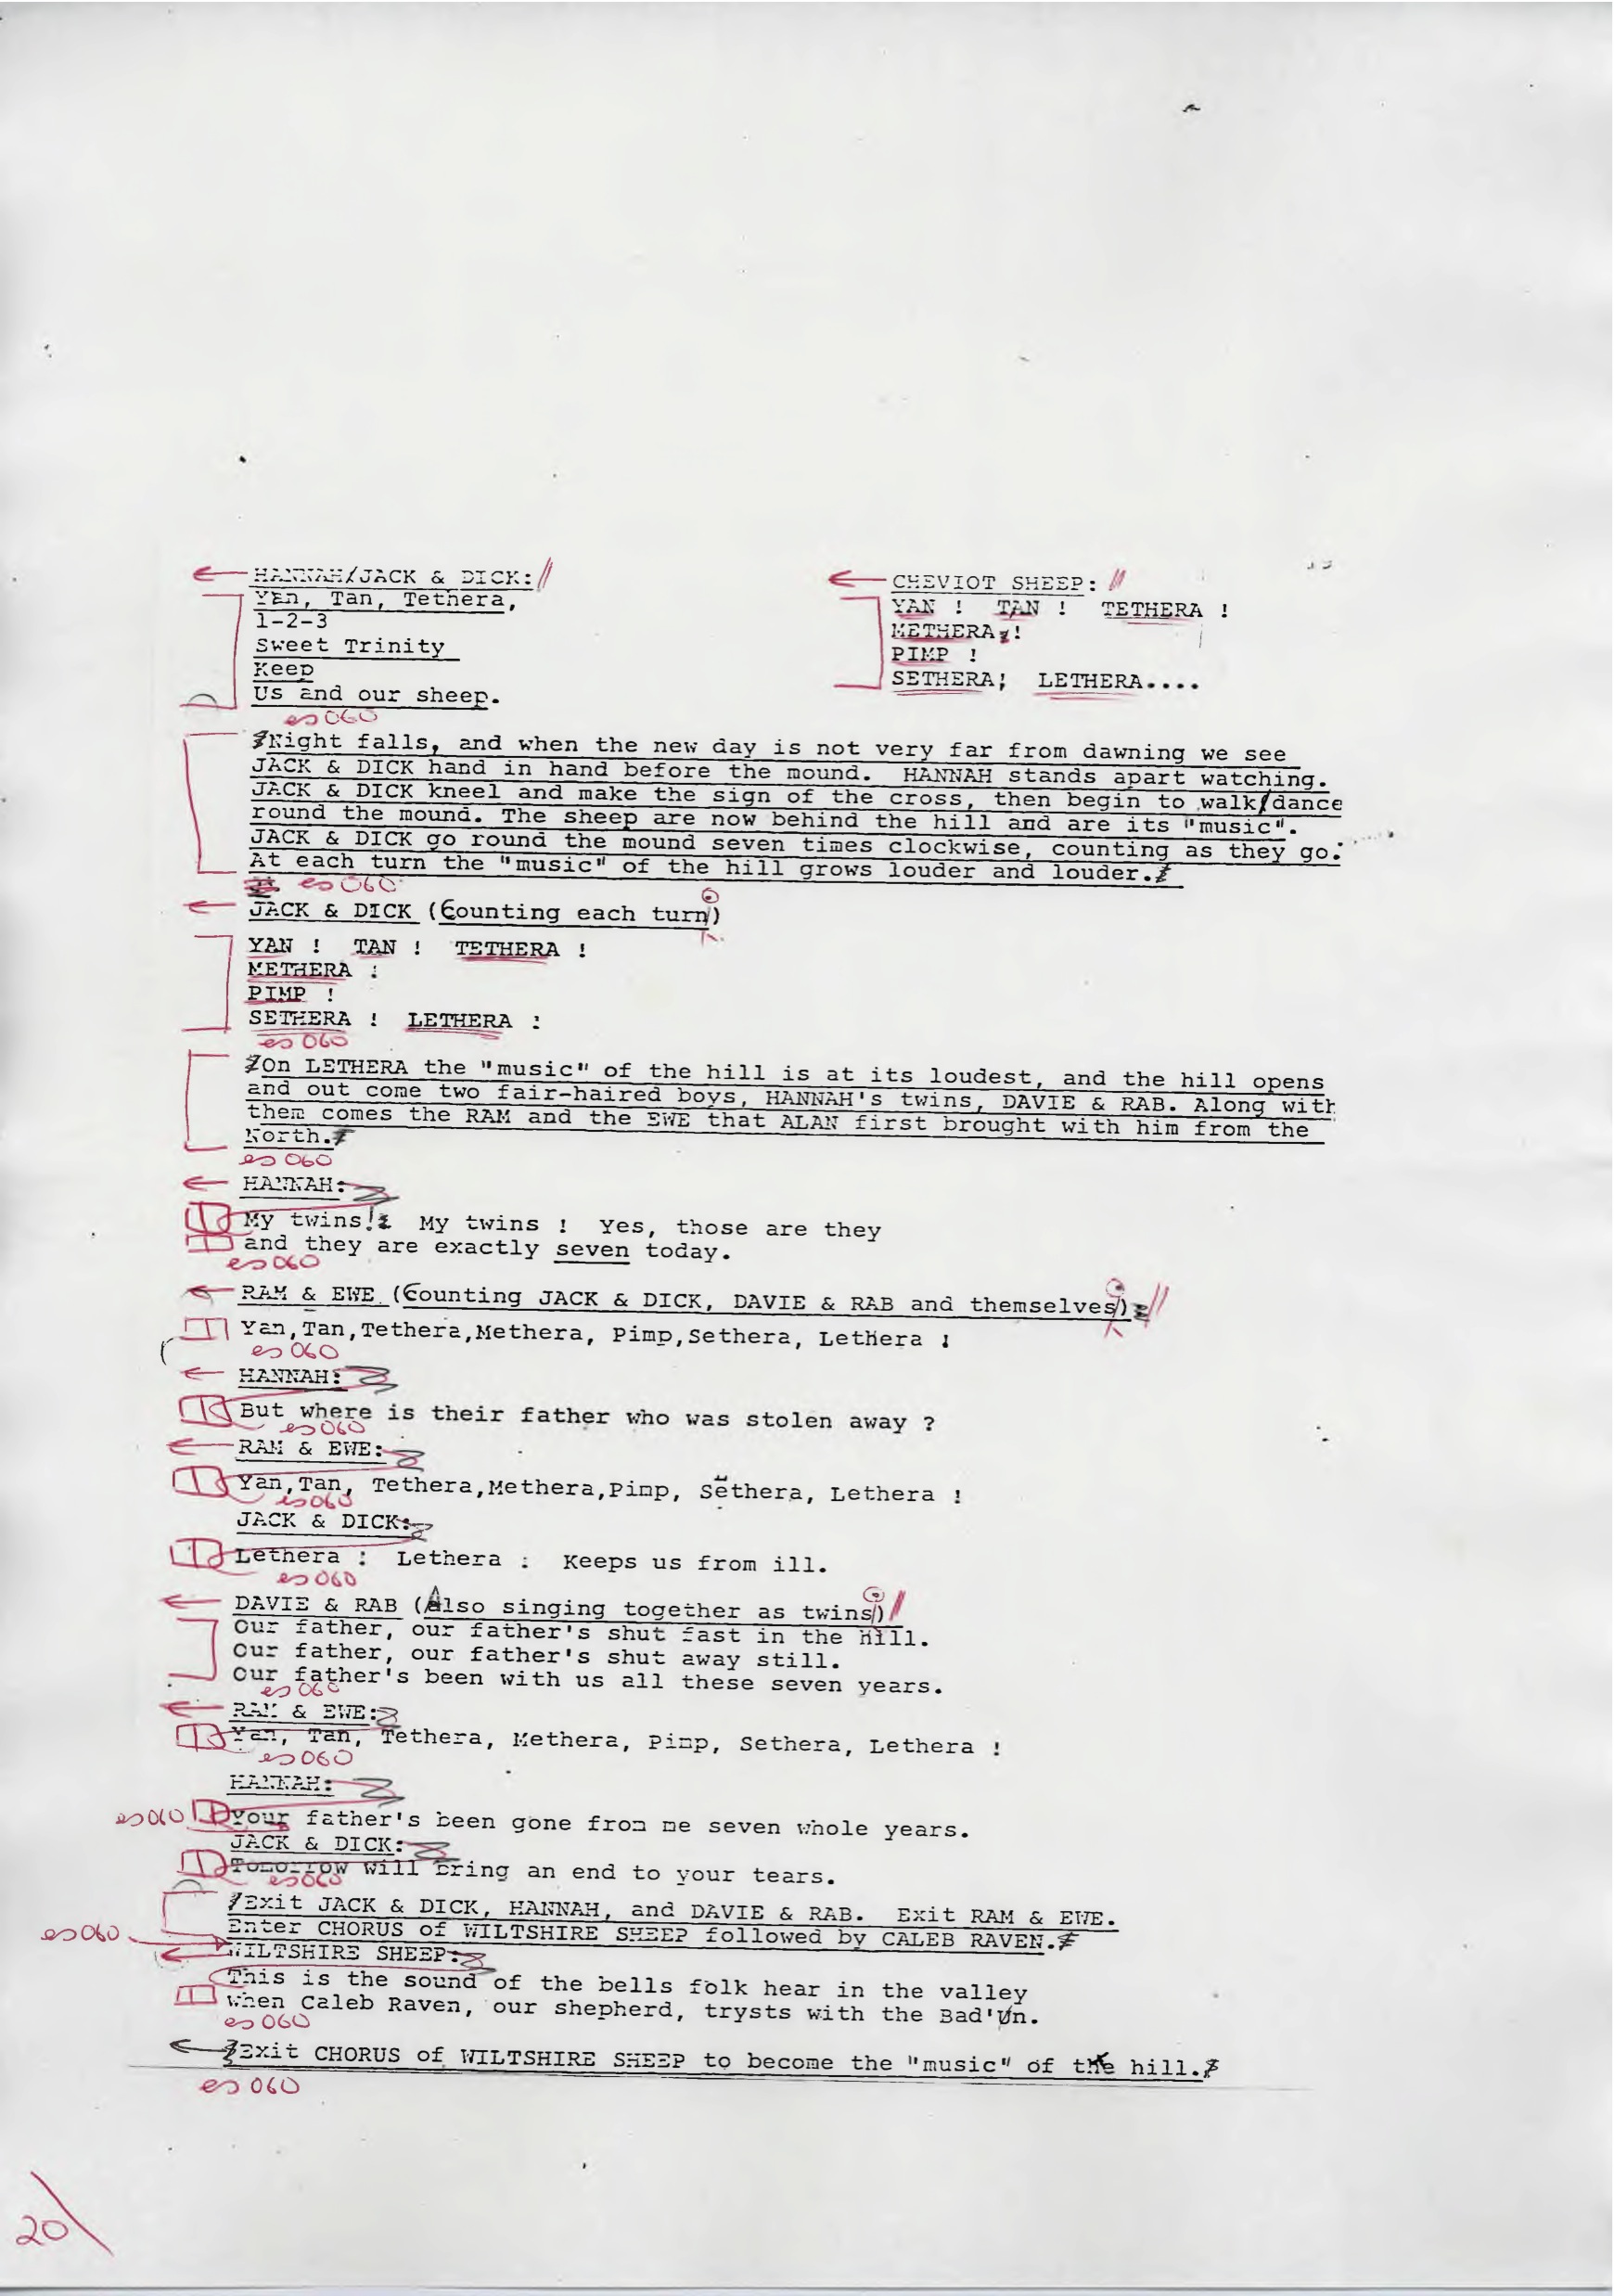 HANNAH/JACK & DICK:
Yan, Tan, Tethera,
1-2-3
Sweet Trinity
Keep
Us and our sheep.
es 060
CHEVIOT SHEEP:
YAN ! TAN ! TETHERA !
METHERA !
PIMP !
SETHERA! LETHERA....
Night falls, and when the new day is not very far from dawning we see
JACK & DICK hand in hand before the mound. HANNAH stands apart watching.
JACK & DICK kneel and make the sign of the cross, then begin to walk/dance
round the mound. The sheep are now behind the hill and are its "music".
JACK & DICK go round the mound seven times clockwise, counting as they go.
At each turn the "music" of the hill grows louder and louder.
es 060
JACK & DICK (Counting each turn)
YAN ! TAN ! TETHERA !
METHERA !
PIMP !
SETHERA ! LETHERA !
es 060
On LETHERA the "music" of the hill is at its loudest, and the hill opens
and out come two fair-haired boys, HANNAH's twins, DAVIE & RAB. Along with
them comes the RAM and the EWE that ALAN first brought with him from the
North.
es 060
HANNAH:
My twins! My twins ! Yes, those are they
and they are exactly seven today.
es 060
RAM & EWE (Counting JACK & DICK, DAVIE & RAB and themselves)
Yan,Tan,Tethera,Methera, Pimp,Sethera, Lethera !
es 060
HANNAH:
But where is their father who was stolen away ?
es 060
RAM & EWE:
Yan,Tan, Tethera,Methera,Pimp, Sethera, Lethera !
es 060
JACK & DICK:
Lethera ! Lethera ! Keeps us from ill.
es 060
DAVIE & RAB (Also singing together as twins)
Our father, our father's shut fast in the hill.
Our father, our father's shut away still.
Our father's been with us all these seven years.
es 060
RAM & EWE:
Yan, Tan, Tethera, Methera, Pimp, Sethera, Lethera !
es 060
HANNAH:
es 060 Your father's been gone from me seven whole years.
JACK & DICK:
Tomorrow will bring an end to your tears.
es 060
Exit JACK & DICK, HANNAH, and DAVIE & RAB. Exit RAM & EWE.
Enter CHORUS of WILTSHIRE SHEEP followed by CALEB RAVEN.
es 060
WILTSHIRE SHEEP:
This is the sound of the bells folk hear in the valley
when Caleb Raven, our shepherd, trysts with the Bad'Un.
es 060
Exit CHORUS of WILTSHIRE SHEEP to become the "music" of the hill.
es 060
20